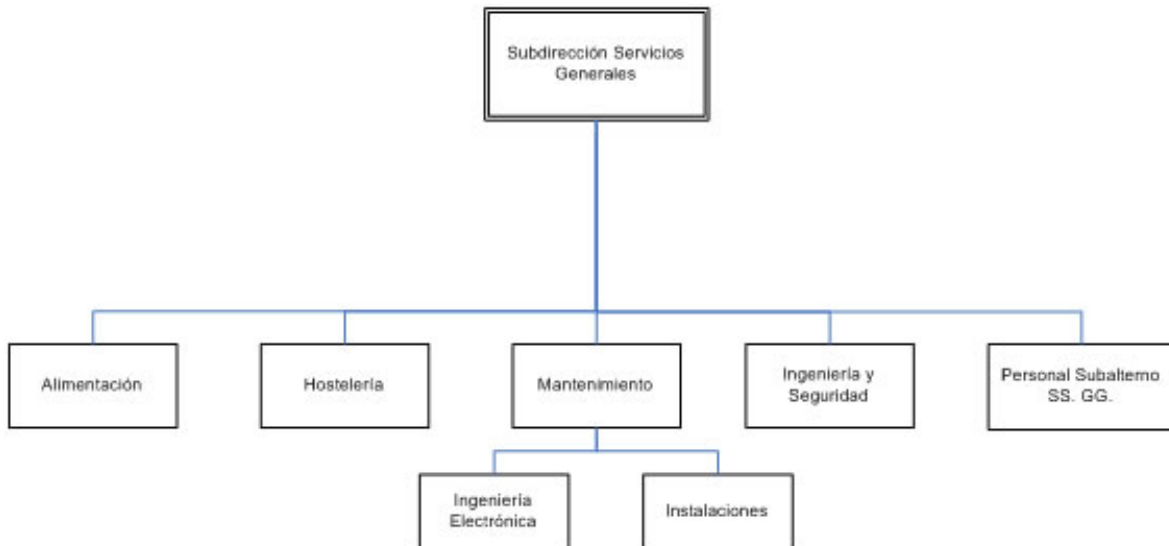 Subdirección Servicios
Generales
Alimentación
Hostelería
Mantenimiento
Ingeniería y
Seguridad
Personal Subalterno
SS. GG.
Ingeniería
Electrónica
Instalaciones